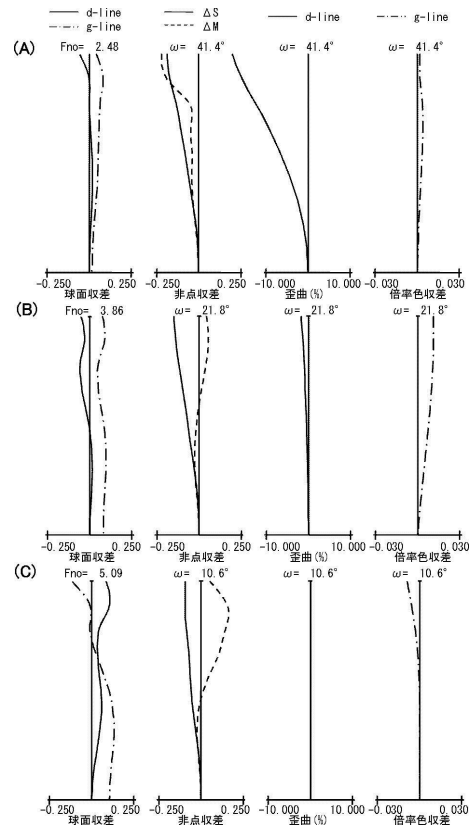 d-line ΔS d-line g-line
g-line ΔM
(A) Fno= 2.48 ω= 41.4° ω= 41.4° ω= 41.4°
-0.250 0.250 -0.250 0.250 -10.000 10.000 -0.030 0.030
球面収差 非点収差 歪曲(%) 倍率色収差
(B) Fno= 3.86 ω= 21.8° ω= 21.8° ω= 21.8°
-0.250 0.250 -0.250 0.250 -10.000 10.000 -0.030 0.030
球面収差 非点収差 歪曲(%) 倍率色収差
(C) Fno= 5.09 ω= 10.6° ω= 10.6° ω= 10.6°
-0.250 0.250 -0.250 0.250 -10.000 10.000 -0.030 0.030
球面収差 非点収差 歪曲(%) 倍率色収差